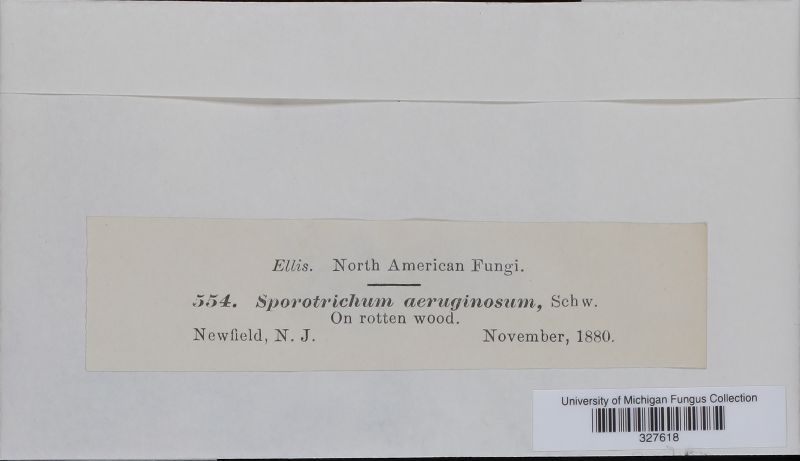 Ellis. North American Fungi.
554. Sporotrichum aeruginosum, Schw.
On rotten wood.
Newfield, N. J. November, 1880.
University of Michigan Fungus Collection
327618